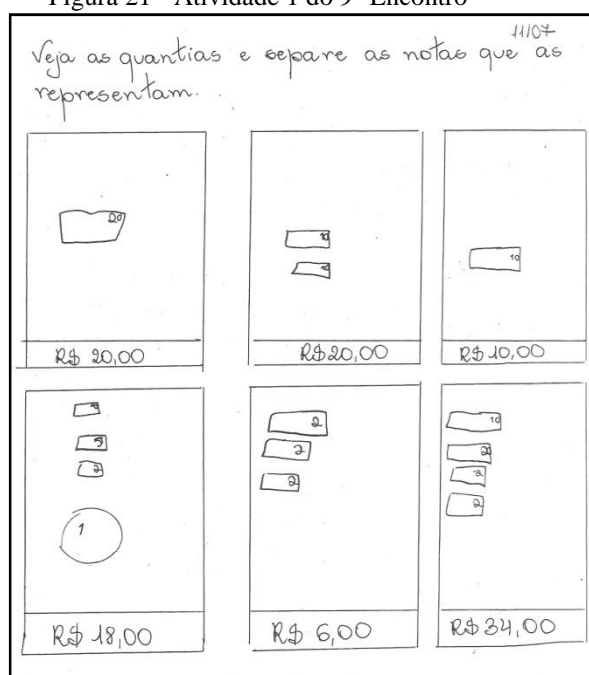 Figura 21 - Atividade 1 do 9º Encontro
11/07
Veja as quantias e separe as notas que as
representam.
20
10
10
10
R$ 20,00
R$ 20,00
R$ 10,00
10
5
2
1
2
2
2
10
20
2
2
R$ 18,00
R$ 6,00
R$ 34,00